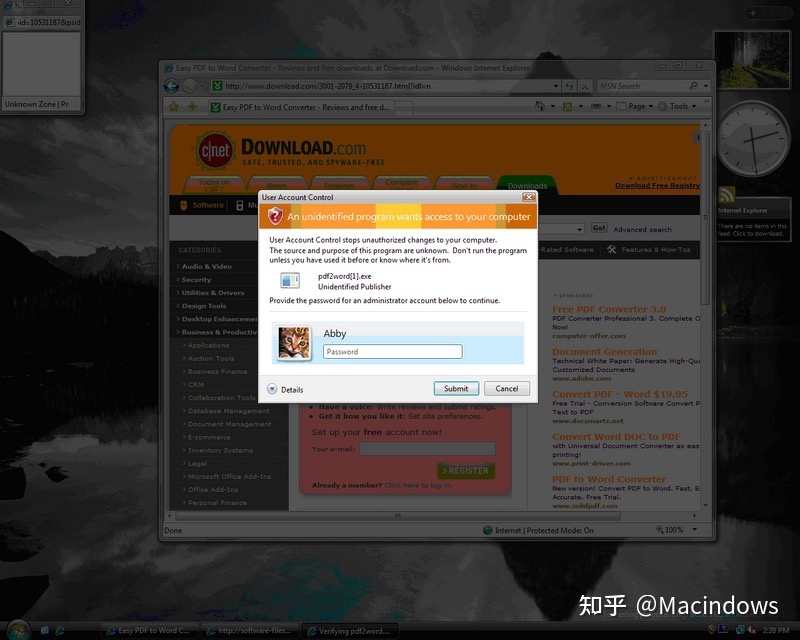 iid=10531187&psid
Unknown Zone | Pr
Easy PDF to Word Converter - Reviews and free downloads at Download.com - Windows Internet Explorer
http://www.download.com/3001-2079_4-10531187.html?idl=n
MSN Search
Easy PDF to Word Converter - Reviews and free d...
Page
Tools
c|net
DOWNLOAD.com
SAFE, TRUSTED, AND SPYWARE-FREE
advertisement
Download Free Registry
Today on
CNET
News
Reviews
Compare
How to
Downloads
Software
Mu
Go!
Advanced search
CATEGORIES
Rated Software
Features & How-Tos
Audio & Video
Security
Utilities & Drivers
Design Tools
Desktop Enhancemen
Business & Productiv
Applications
Auction Tools
Business Finance
CRM
Collaboration Tools
Database Management
Document Management
E-commerce
Inventory Systems
Legal
Microsoft Office Add-Ins
Office Add-Ins
Personal Finance
User Account Control
An unidentified program wants access to your computer
User Account Control stops unauthorized changes to your computer.
The source and purpose of this program are unknown. Don't run the program
unless you have used it before or know where it's from.
pdf2word[1].exe
Unidentified Publisher
Provide the password for an administrator account below to continue.
Abby
Password
Details
Submit
Cancel
Have a voice: Write reviews and submit ratings.
Get it how you like it: Set site preferences.
Set up your free account now!
Your e-mail:
REGISTER
Already a member? Click here to log in.
SPONSORED
Free PDF Converter 3.0
PDF Converter Professional 3. Complete O
Now!
computer-offer.com
Document Generation
Technical White Paper: Generate High-Qu
Customized Documents
www.adobe.com
Convert PDF - Word $19.95
Free Trial - Conversion Software Convert P
Text to PDF
www.docsmartz.net
Convert Word DOC to PDF
with Universal Document Converter as eas
printing!
www.print-driver.com
PDF to Word Converter
New version! Convert PDF to Word. Fast, E
Accurate. Free Trial.
www.solidpdf.com
Done
Internet | Protected Mode: On
100%
Internet Explorer
There are no items in this
feed. Click to download
Easy PDF to Word C...
http://software-files...
Verifying pdf2word....
2:28 PM
知乎 @Macindows